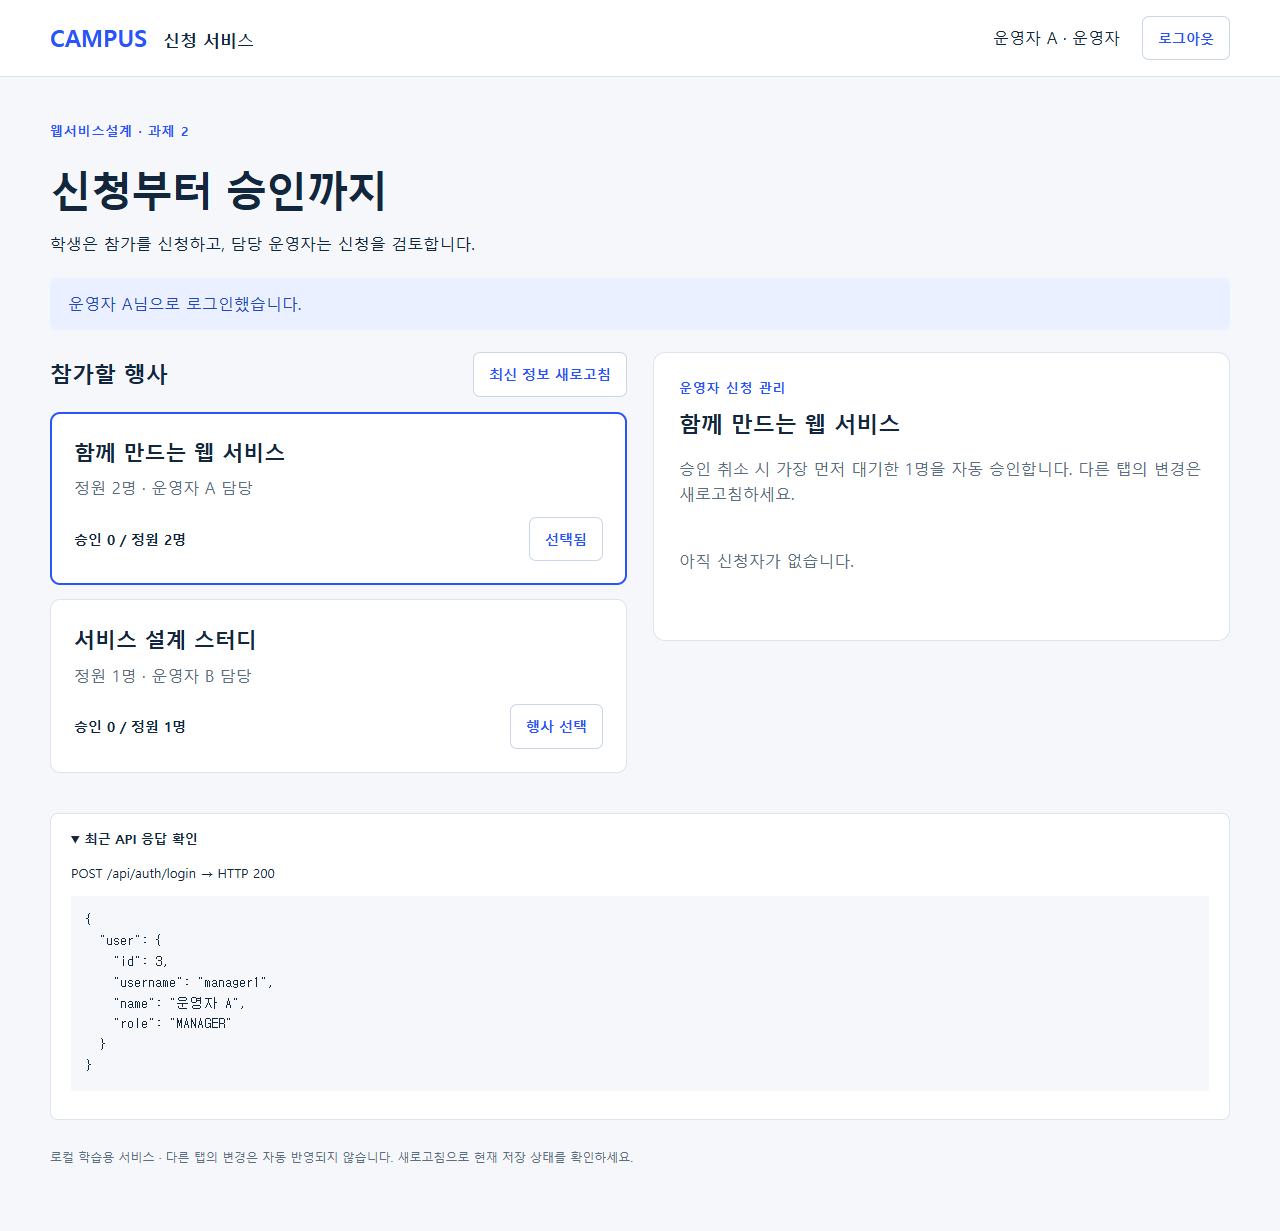 CAMPUS 신청 서비스
운영자 A · 운영자
로그아웃
웹서비스설계 · 과제 2
신청부터 승인까지
학생은 참가를 신청하고, 담당 운영자는 신청을 검토합니다.
운영자 A님으로 로그인했습니다.
참가할 행사
최신 정보 새로고침
함께 만드는 웹 서비스
정원 2명 · 운영자 A 담당
승인 0 / 정원 2명
선택됨
서비스 설계 스터디
정원 1명 · 운영자 B 담당
승인 0 / 정원 1명
행사 선택
운영자 신청 관리
함께 만드는 웹 서비스
승인 취소 시 가장 먼저 대기한 1명을 자동 승인합니다. 다른 탭의 변경은
새로고침하세요.
아직 신청자가 없습니다.
▼ 최근 API 응답 확인
POST /api/auth/login → HTTP 200
{
  "user": {
    "id": 3,
    "username": "manager1",
    "name": "운영자 A",
    "role": "MANAGER"
  }
}
로컬 학습용 서비스 · 다른 탭의 변경은 자동 반영되지 않습니다. 새로고침으로 현재 저장 상태를 확인하세요.